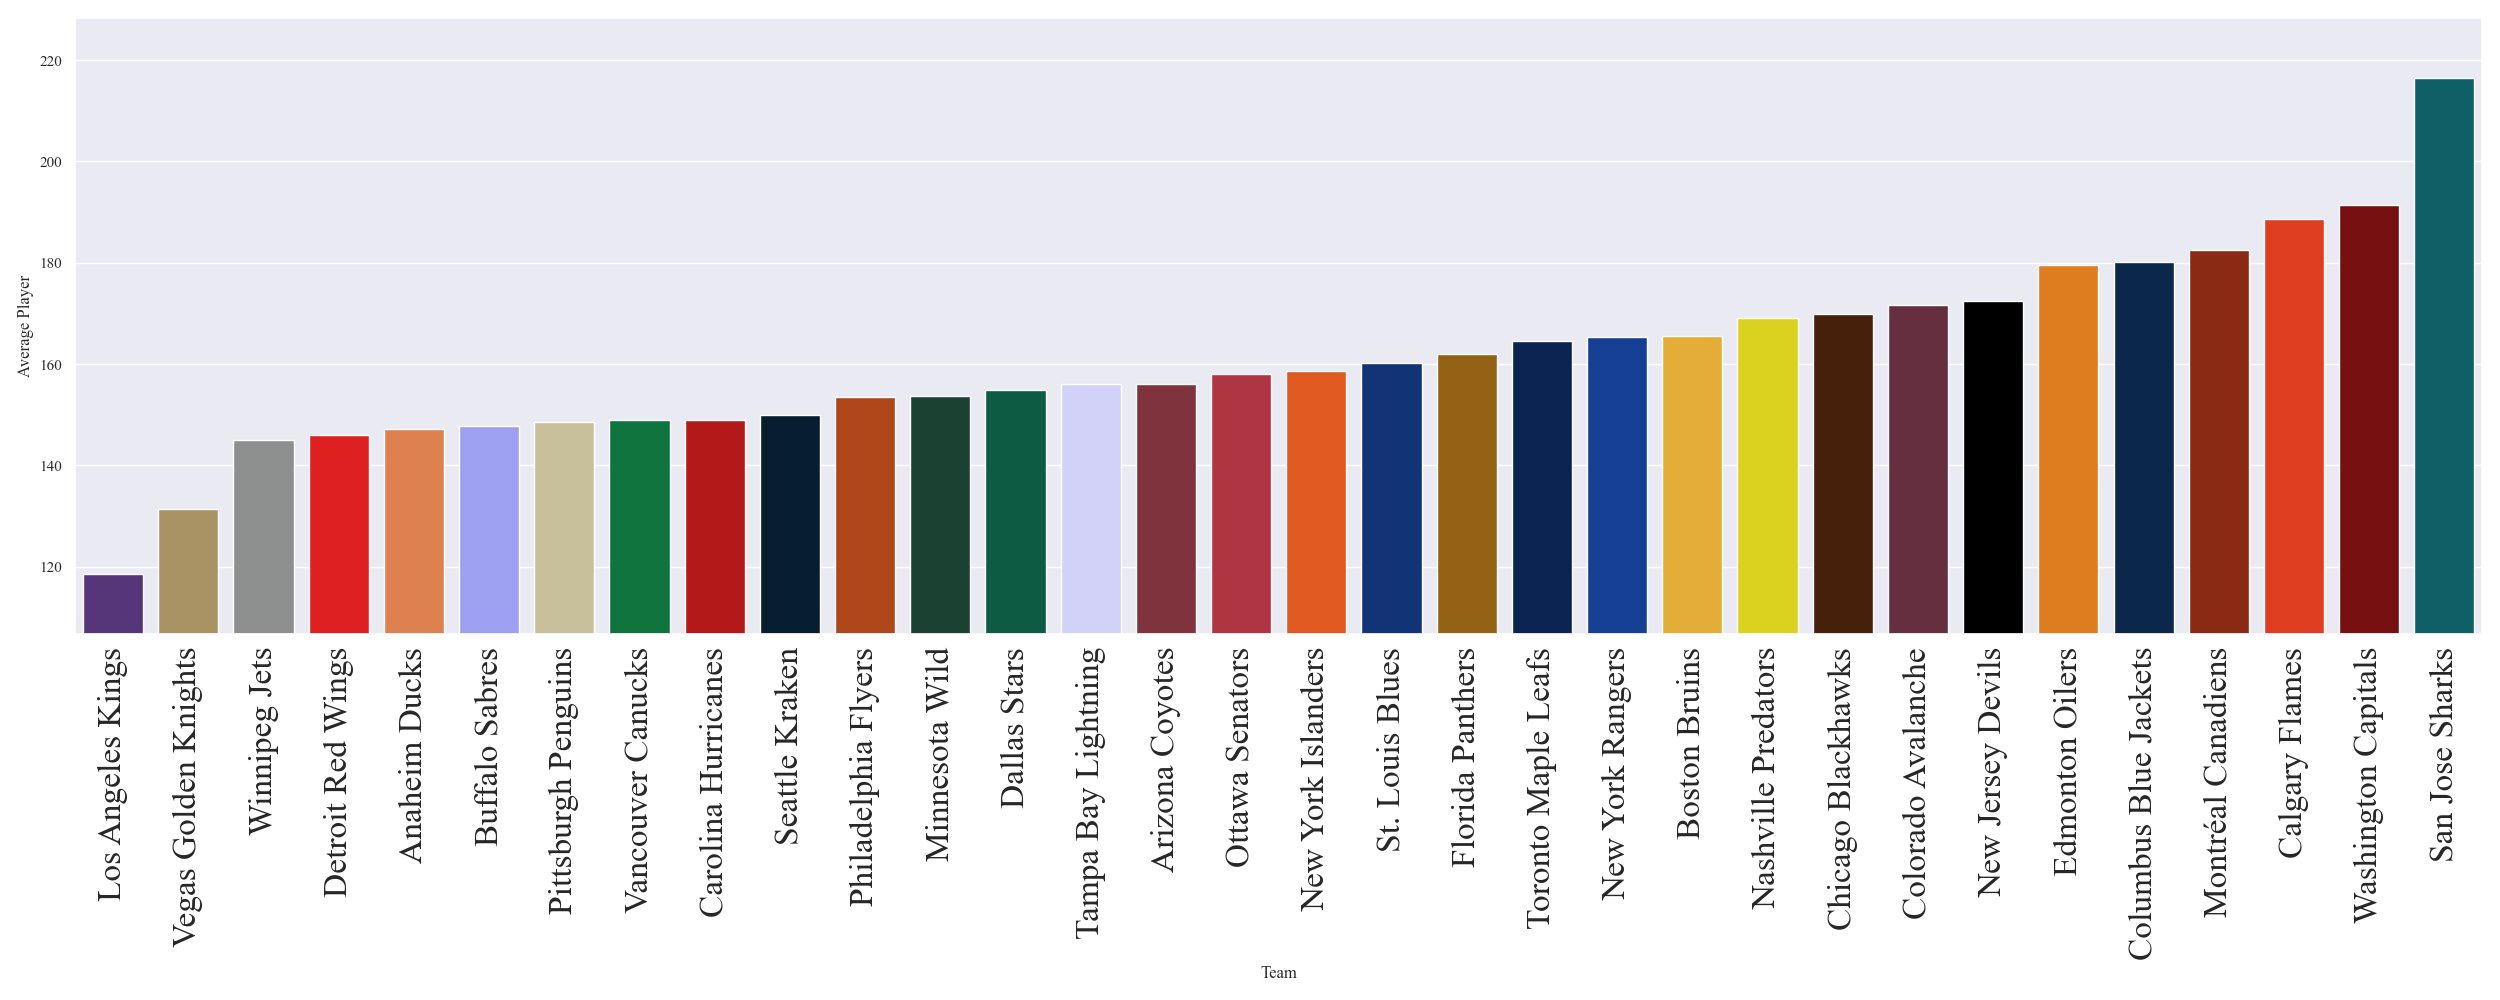 220
200
180
160
140
120
Average Player
Los Angeles Kings
Vegas Golden Knights
Winnipeg Jets
Detroit Red Wings
Anaheim Ducks
Buffalo Sabres
Pittsburgh Penguins
Vancouver Canucks
Carolina Hurricanes
Seattle Kraken
Philadelphia Flyers
Minnesota Wild
Dallas Stars
Tampa Bay Lightning
Arizona Coyotes
Ottawa Senators
New York Islanders
St. Louis Blues
Florida Panthers
Toronto Maple Leafs
New York Rangers
Boston Bruins
Nashville Predators
Chicago Blackhawks
Colorado Avalanche
New Jersey Devils
Edmonton Oilers
Columbus Blue Jackets
Montréal Canadiens
Calgary Flames
Washington Capitals
San Jose Sharks
Team